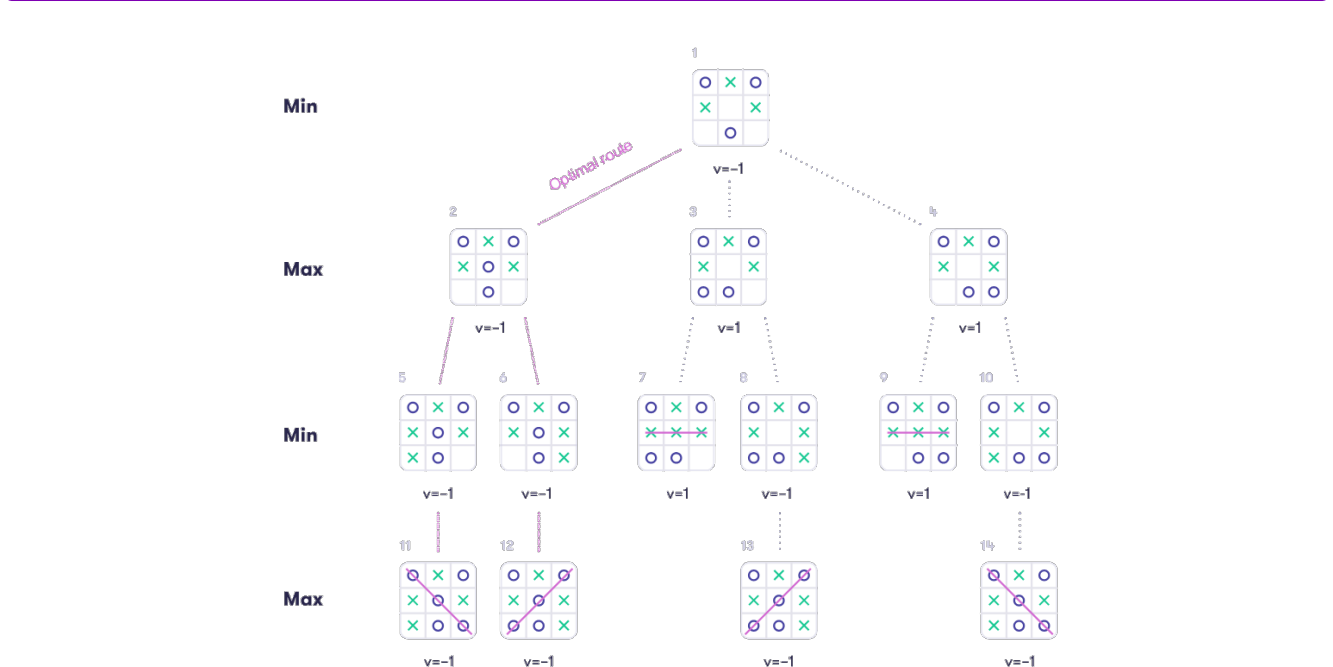 1
Min
O X O
X X
O
Optimal route
v=-1
2 3 4
O X O O X O O X O
Max
X O X X X X X
O O O O O
v=-1 v=1 v=1
5 6 7 8 9 10
O X O O X O O X O O X O O X O O X O
Min
X O X X O X X X X X X X X X X X
X O O X O O O O X O O X O O
v=-1 v=-1 v=1 v=-1 v=1 v=-1
11 12 13 14
O X O O X O O X O O X O
Max
X O X X O X X O X X O X
X O O O O X O O X X O O
v=-1 v=-1 v=-1 v=-1